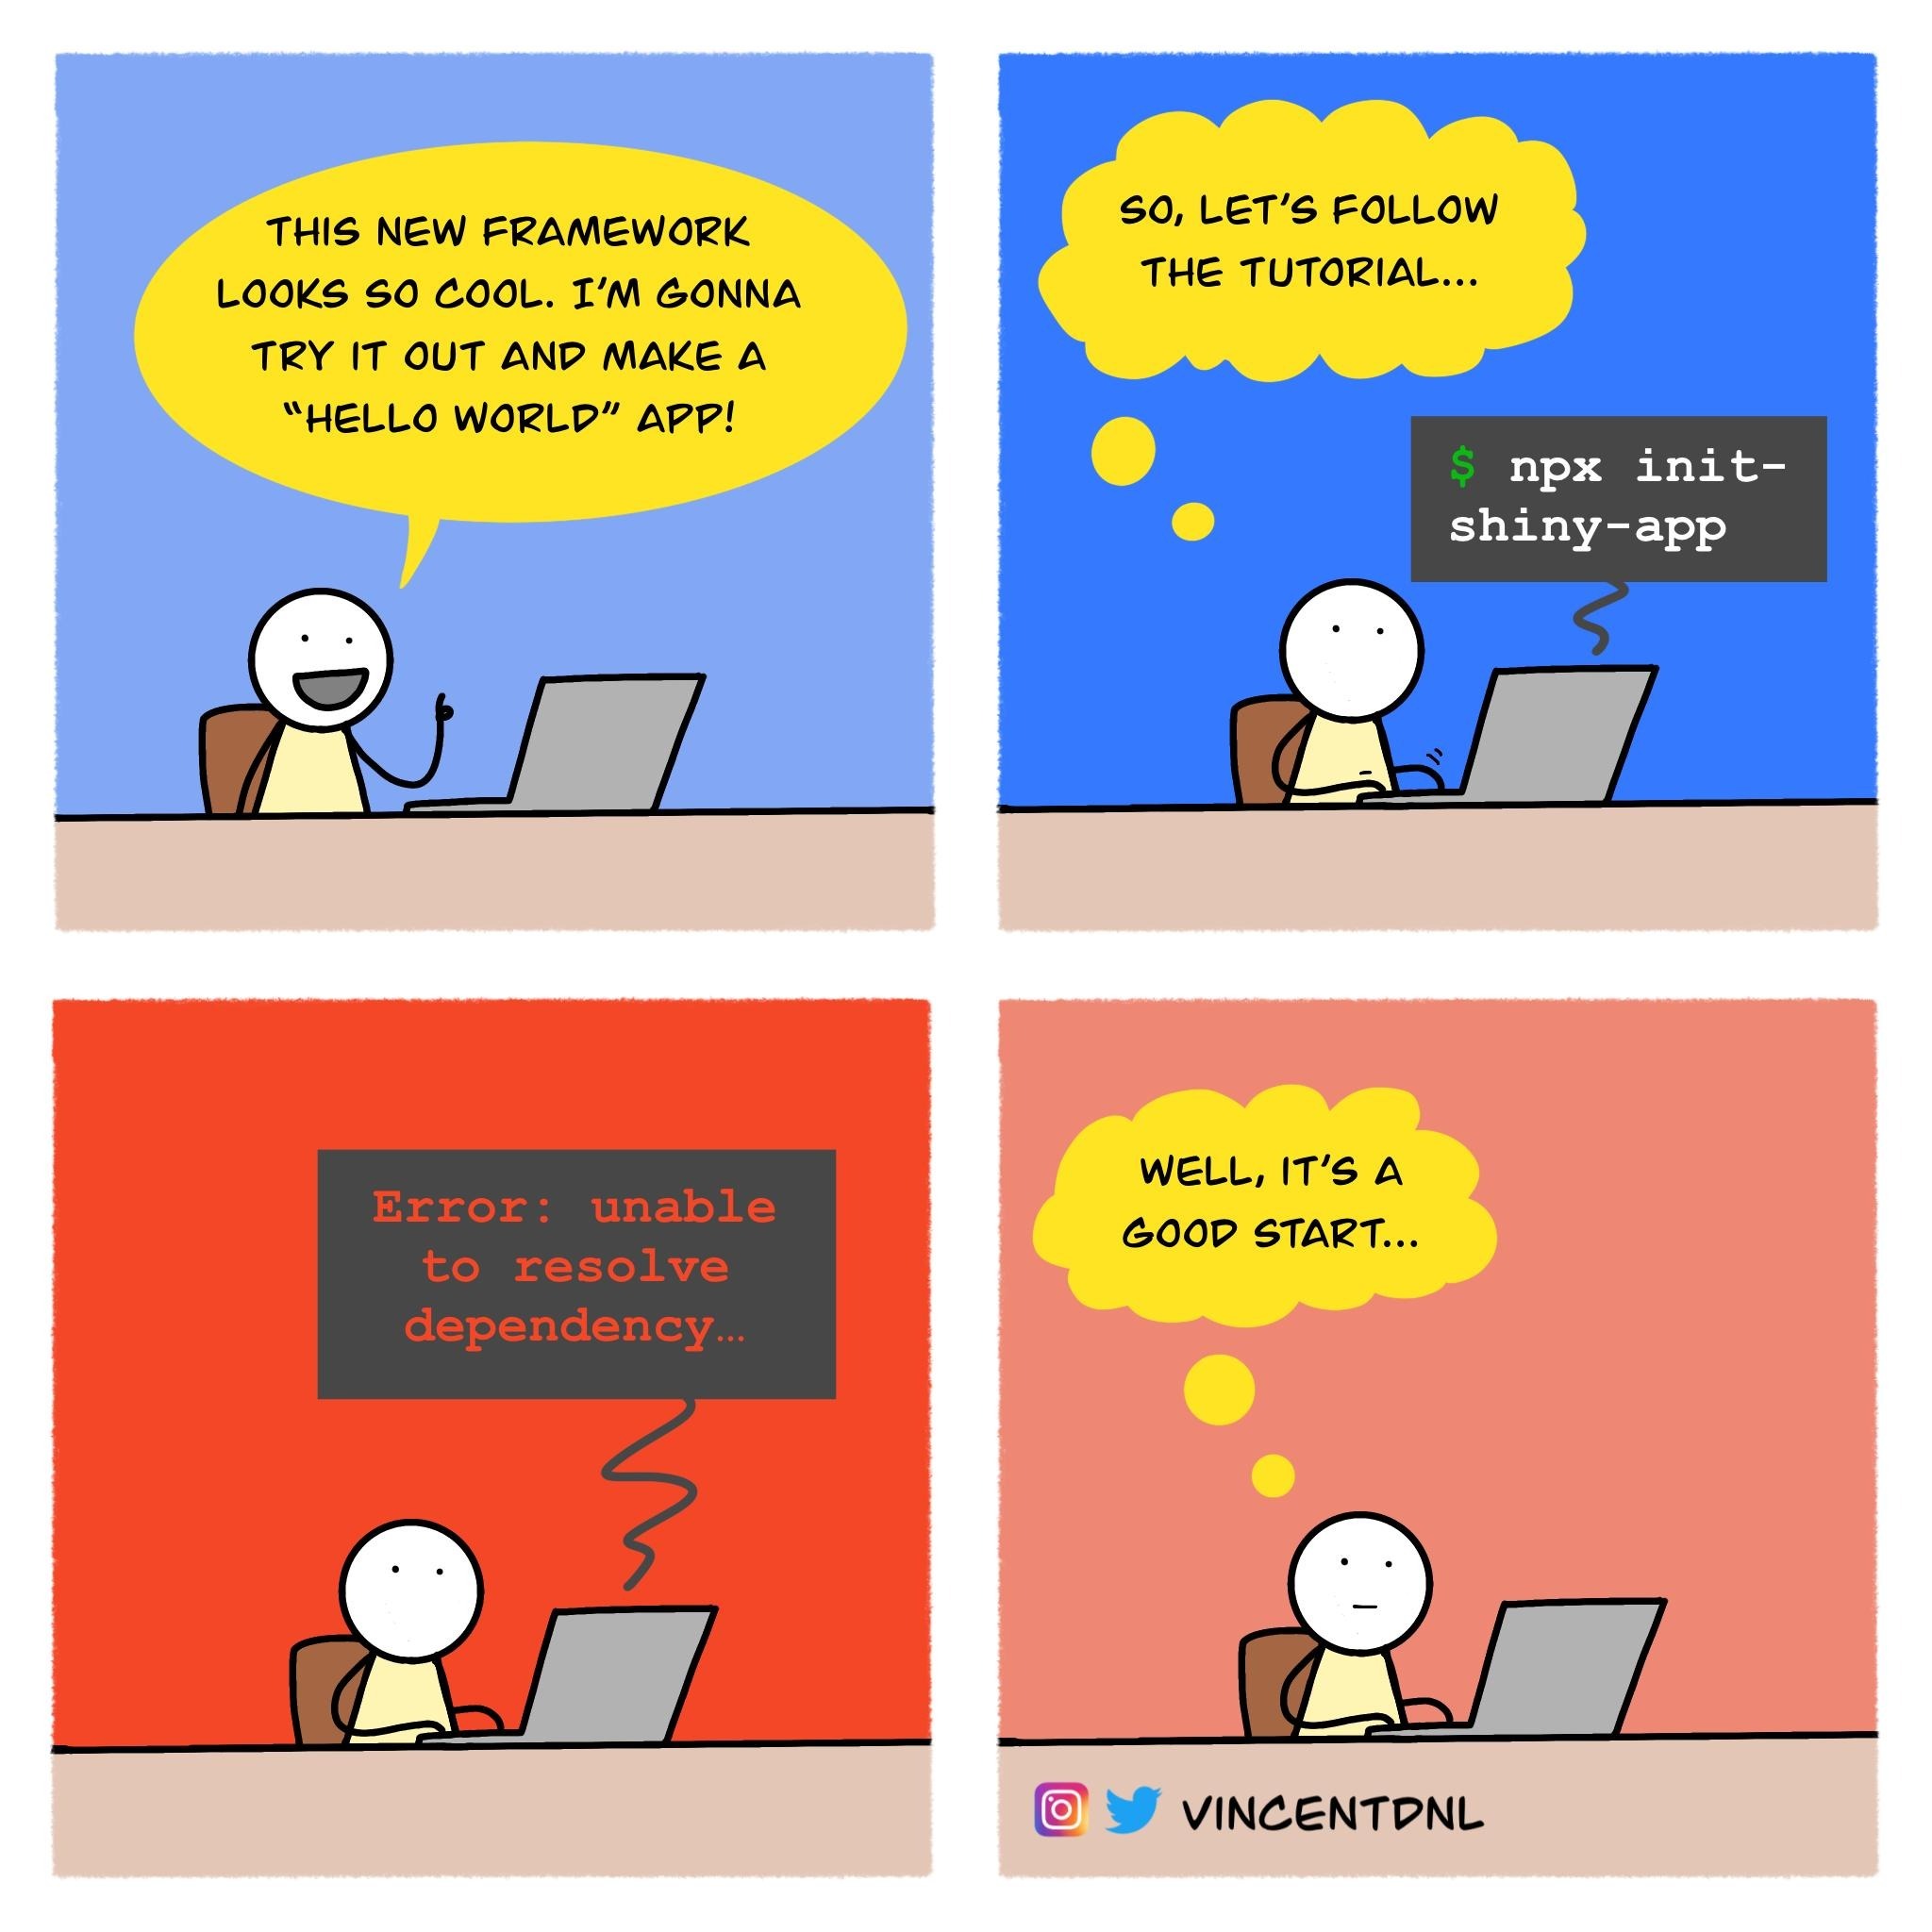 THIS NEW FRAMEWORK
LOOKS SO COOL. I'M GONNA
TRY IT OUT AND MAKE A
“HELLO WORLD” APP!
SO, LET'S FOLLOW
THE TUTORIAL...
$ npx init-
shiny-app
Error: unable
to resolve
dependency…
WELL, IT'S A
GOOD START...
VINCENTDNL